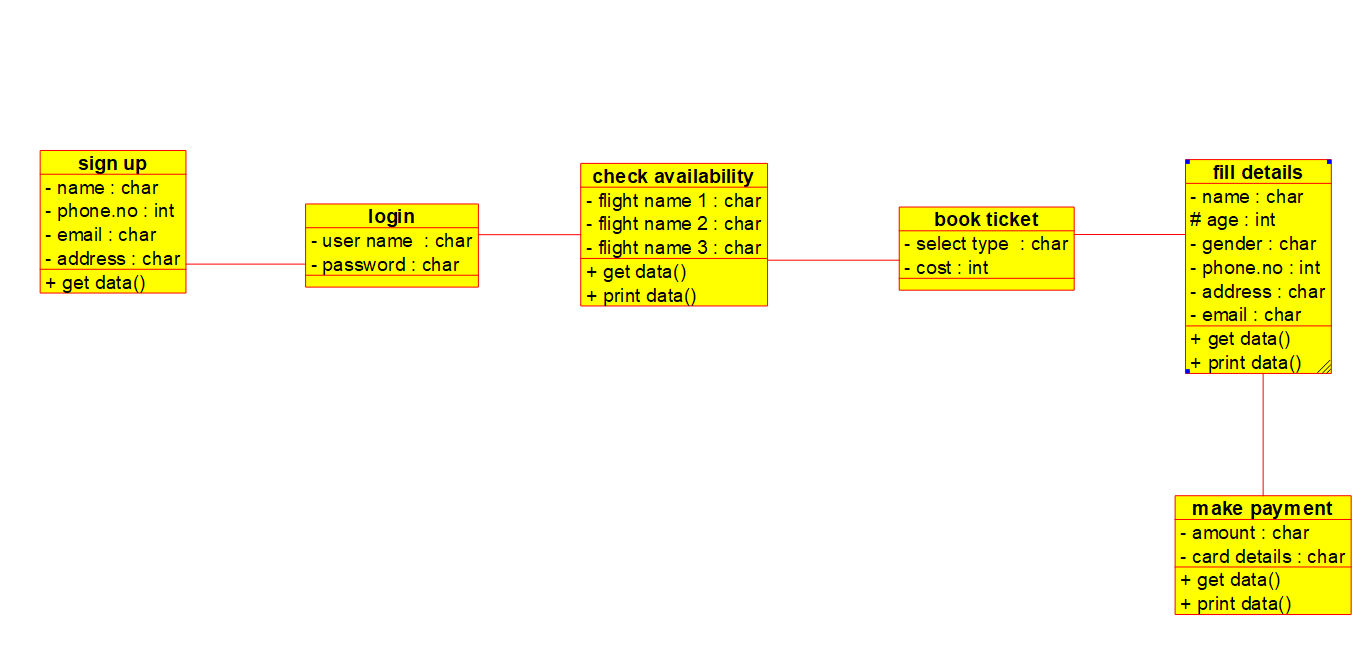 sign up
- name : char
- phone.no : int
- email : char
- address : char
+ get data()
login
- user name  : char
- password : char
check availability
- flight name 1 : char
- flight name 2 : char
- flight name 3 : char
+ get data()
+ print data()
book ticket
- select type  : char
- cost : int
fill details
- name : char
# age : int
- gender : char
- phone.no : int
- address : char
- email : char
+ get data()
+ print data()
make payment
- amount : char
- card details : char
+ get data()
+ print data()